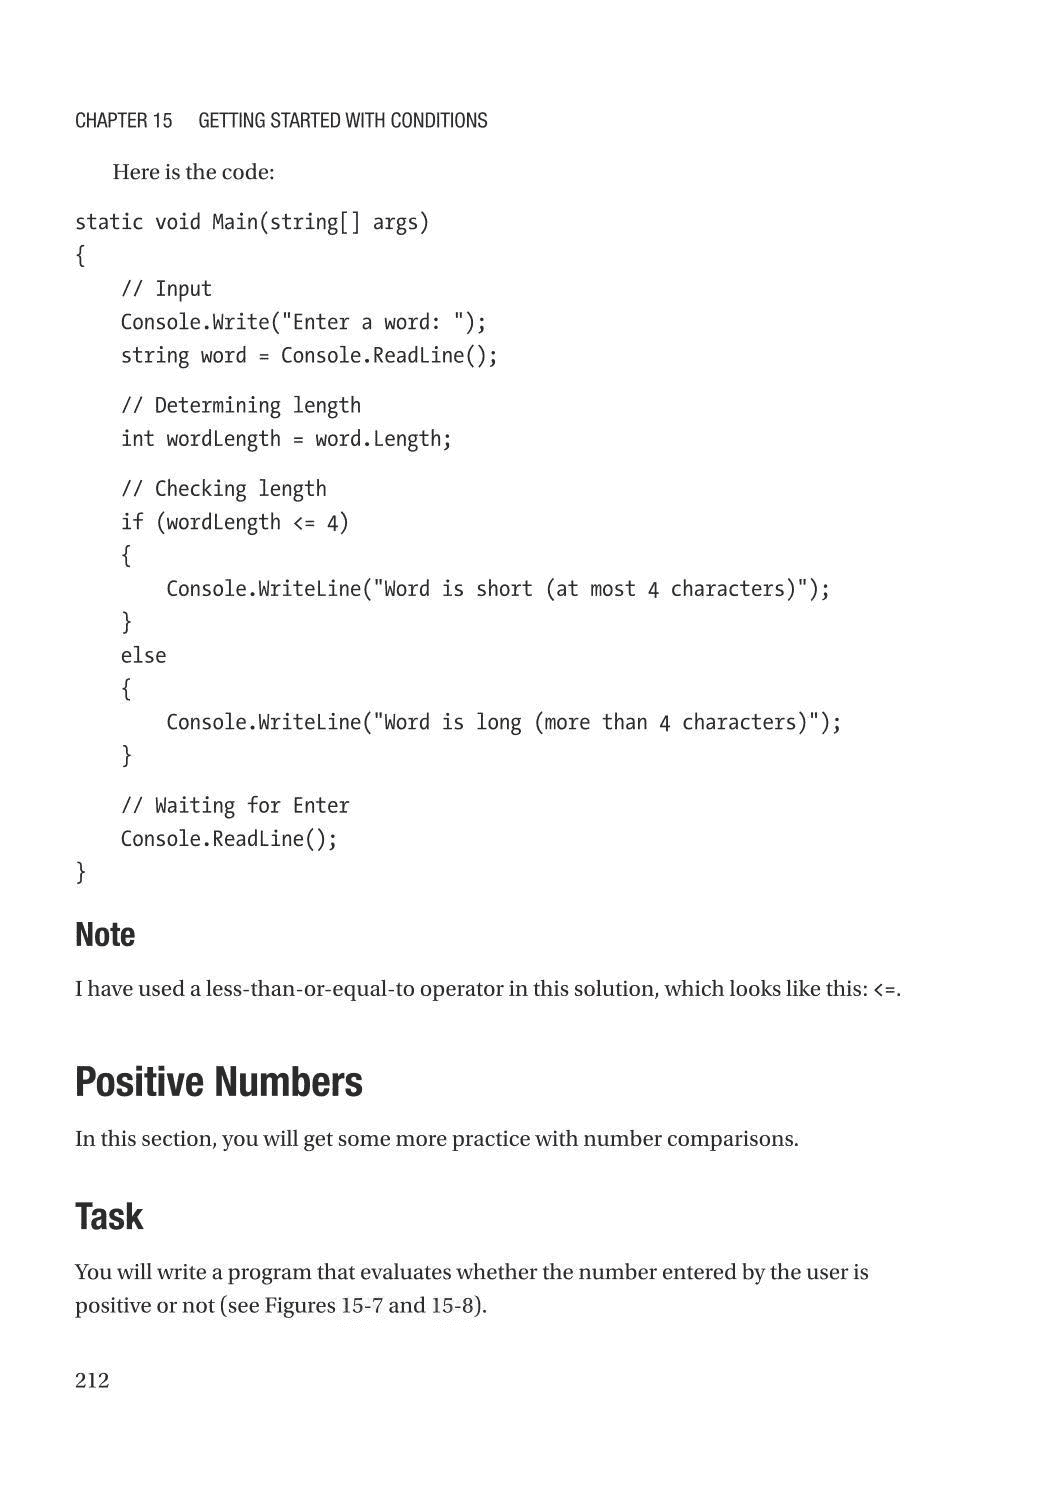 CHAPTER 15 GETTING STARTED WITH CONDITIONS
Here is the code:
static void Main(string[] args)
{
    // Input
    Console.Write("Enter a word: ");
    string word = Console.ReadLine();
    // Determining length
    int wordLength = word.Length;
    // Checking length
    if (wordLength <= 4)
    {
        Console.WriteLine("Word is short (at most 4 characters)");
    }
    else
    {
        Console.WriteLine("Word is long (more than 4 characters)");
    }
    // Waiting for Enter
    Console.ReadLine();
}
Note
I have used a less-than-or-equal-to operator in this solution, which looks like this: <=.
Positive Numbers
In this section, you will get some more practice with number comparisons.
Task
You will write a program that evaluates whether the number entered by the user is
positive or not (see Figures 15-7 and 15-8).
212